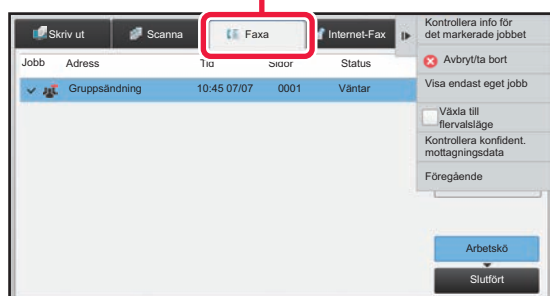 Skriv ut
Scanna
Faxa
Internet-Fax
Jobb Adress Tid Sidor Status
Gruppsändning 10:45 07/07 0001 Väntar
Kontrollera info för
det markerade jobbet
Avbryt/ta bort
Visa endast eget jobb
Växla till
flervalsläge
Kontrollera konfident.
mottagningsdata
Föregående
Arbetskö
Slutfört